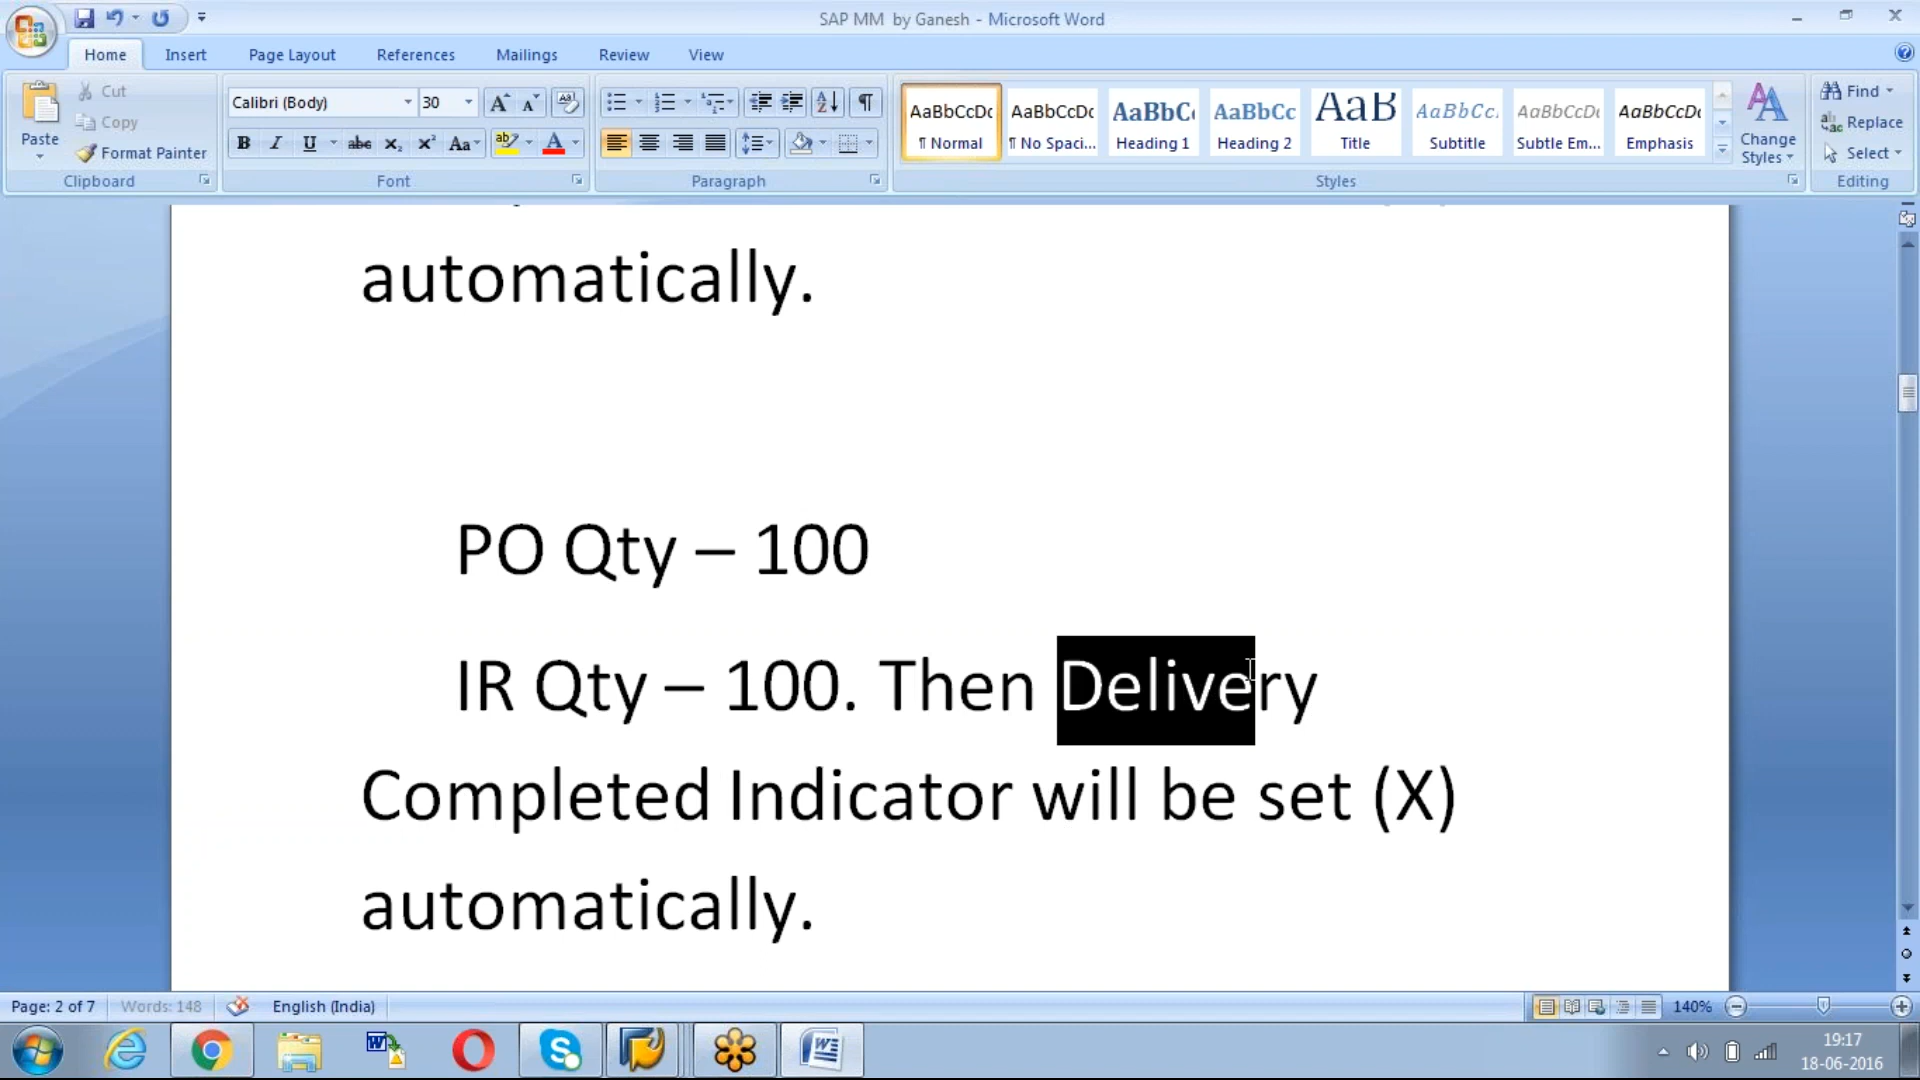 SAP MM by Ganesh - Microsoft Word
Home Insert Page Layout References Mailings Review View
Paste
Cut
Copy
Format Painter
Clipboard
Calibri (Body) 30
Font
Paragraph
AaBbCcDc AaBbCcDc AaBbC AaBbCc AaB AaBbCc. AaBbCcDc AaBbCcDc
¶ Normal ¶ No Spaci... Heading 1 Heading 2 Title Subtitle Subtle Em... Emphasis
Change Styles
Styles
Find
Replace
Select
Editing
automatically.
PO Qty – 100
IR Qty – 100. Then Delivery
Completed Indicator will be set (X)
automatically.
Page: 2 of 7 Words: 148 English (India) 140%
19:17
18-06-2016